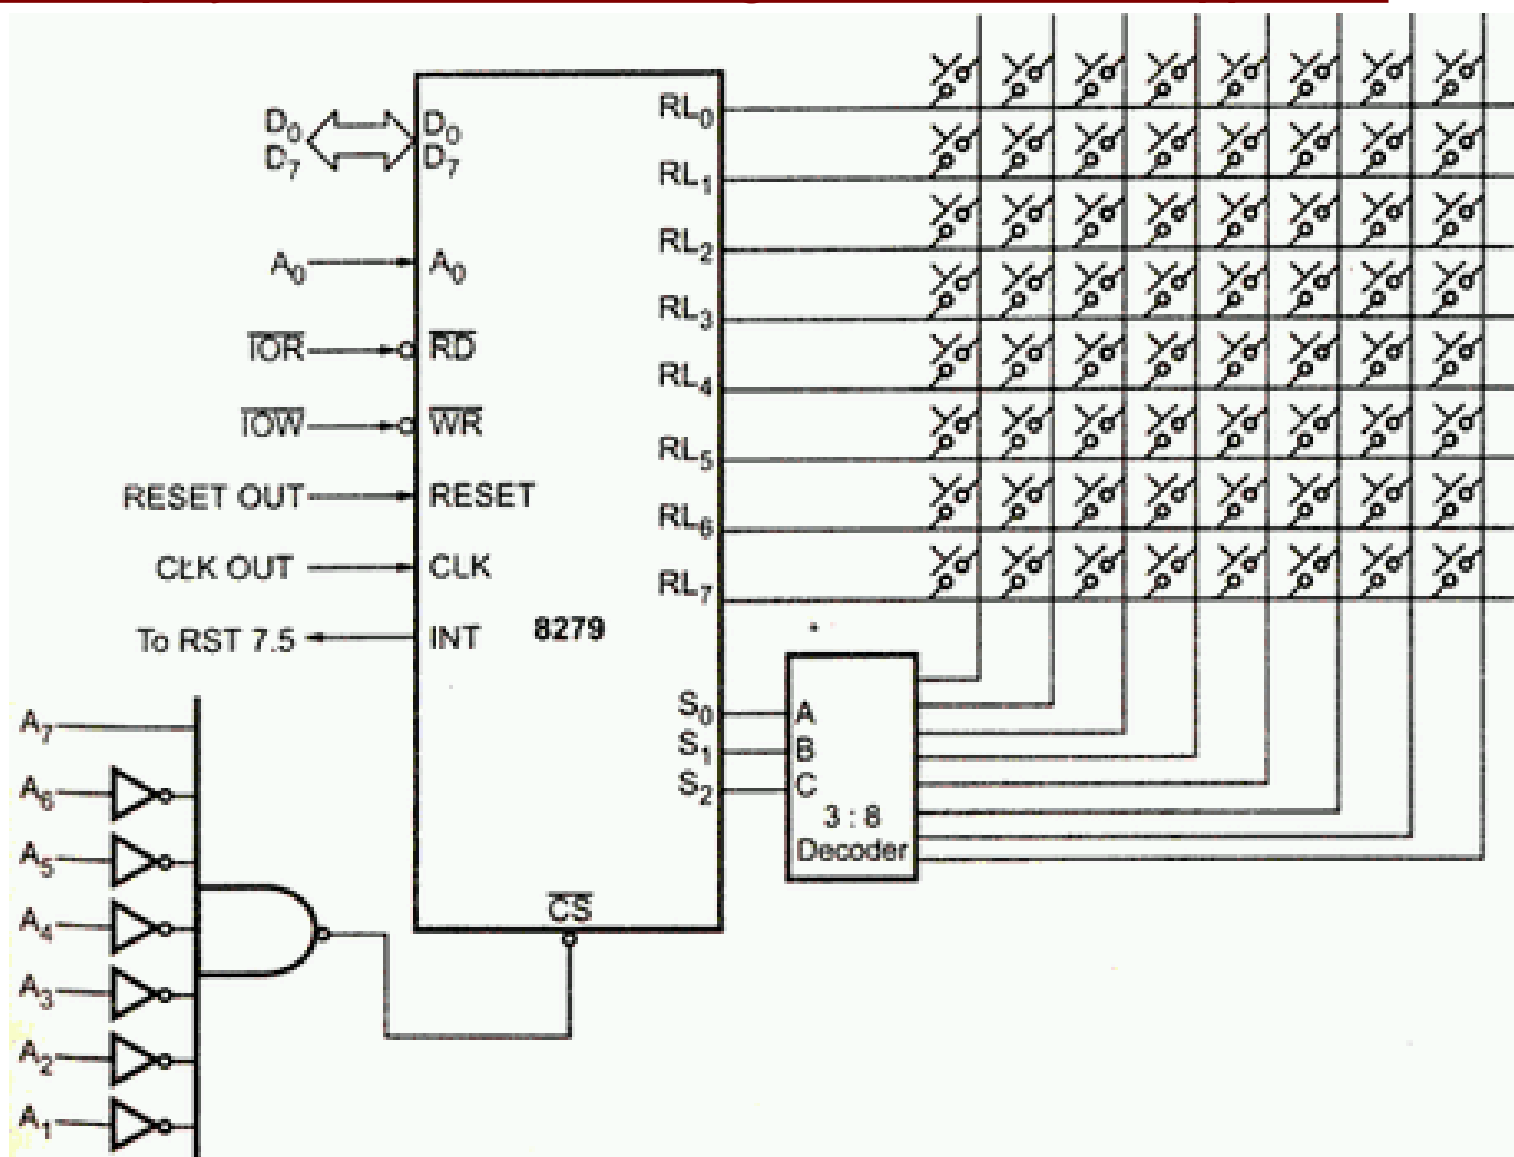 D0 D0
D7 D7
A0 A0
IOR RD
IOW WR
RESET OUT RESET
CLK OUT CLK
To RST 7.5 INT
8279
RL0
RL1
RL2
RL3
RL4
RL5
RL6
RL7
S0 A
S1 B
S2 C
3 : 8
Decoder
CS
A7
A6
A5
A4
A3
A2
A1